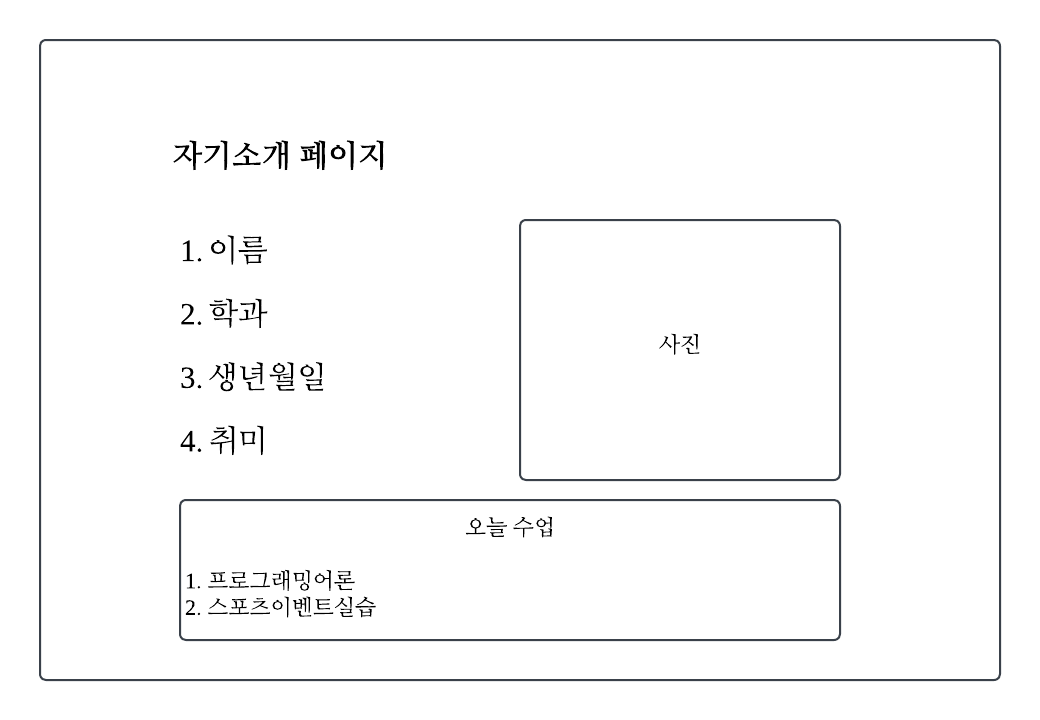 자기소개 페이지
1. 이름
2. 학과
3. 생년월일
4. 취미
사진
오늘 수업
1. 프로그래밍어론
2. 스포츠이벤트실습